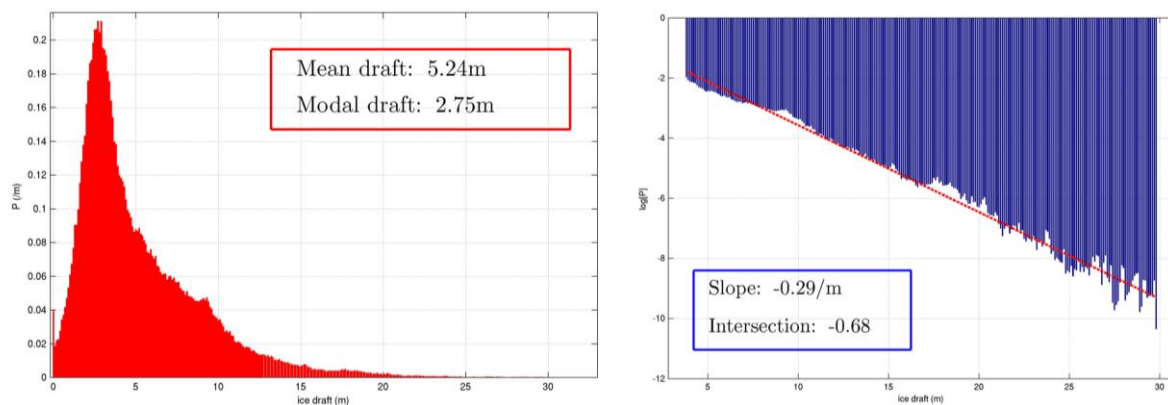 0.2
0.18
0.16
0.14
0.12
0.1
0.08
0.06
0.04
0.02
0
P (/m)
Mean draft: 5.24m
Modal draft: 2.75m
0 5 10 15 20 25 30
ice draft (m)
0
-2
-4
-6
-8
-10
-12
log[P]
Slope: -0.29/m
Intersection: -0.68
5 10 15 20 25 30
ice draft (m)